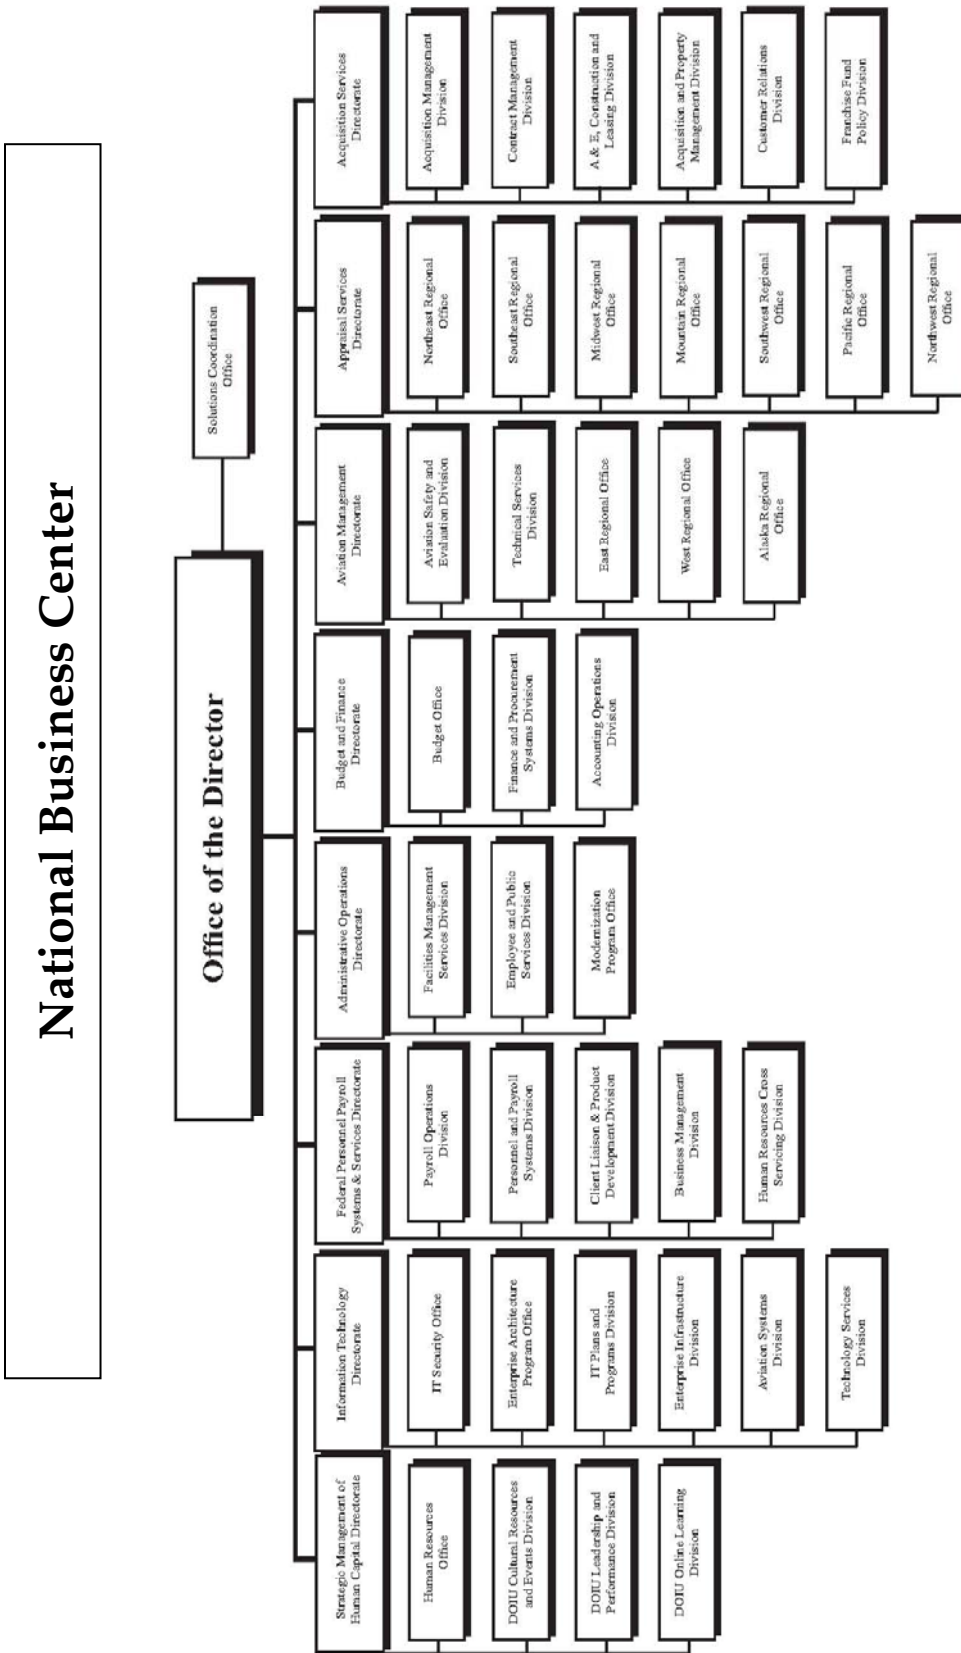 National Business Center
Office of the Director
Solutions Coordination
Office
Strategic Management of
Human Capital Directorate
Human Resources
Office
DOIU Cultural Resources
and Events Division
DOIU Leadership and
Performance Division
DOIU Online Learning
Division
Information Technology
Directorate
IT Security Office
Enterprise Architecture
Program Office
IT Plans and
Programs Division
Enterprise Infrastructure
Division
Aviation Systems
Division
Technology Services
Division
Federal Personnel Payroll
Systems & Services Directorate
Payroll Operations
Division
Personnel and Payroll
Systems Division
Client Liaison & Product
Development Division
Business Management
Division
Human Resources Cross
Servicing Division
Administrative Operations
Directorate
Facilities Management
Services Division
Employee and Public
Services Division
Modernization
Program Office
Budget and Finance
Directorate
Budget Office
Finance and Procurement
Systems Division
Accounting Operations
Division
Aviation Management
Directorate
Aviation Safety and
Evaluation Division
Technical Services
Division
East Regional Office
West Regional Office
Alaska Regional
Office
Appraisal Services
Directorate
Northeast Regional
Office
Southeast Regional
Office
Midwest Regional
Office
Mountain Regional
Office
Southwest Regional
Office
Pacific Regional
Office
Northwest Regional
Office
Acquisition Services
Directorate
Acquisition Management
Division
Contract Management
Division
A & E, Construction and
Leasing Division
Acquisition and Property
Management Division
Customer Relations
Division
Franchise Fund
Policy Division